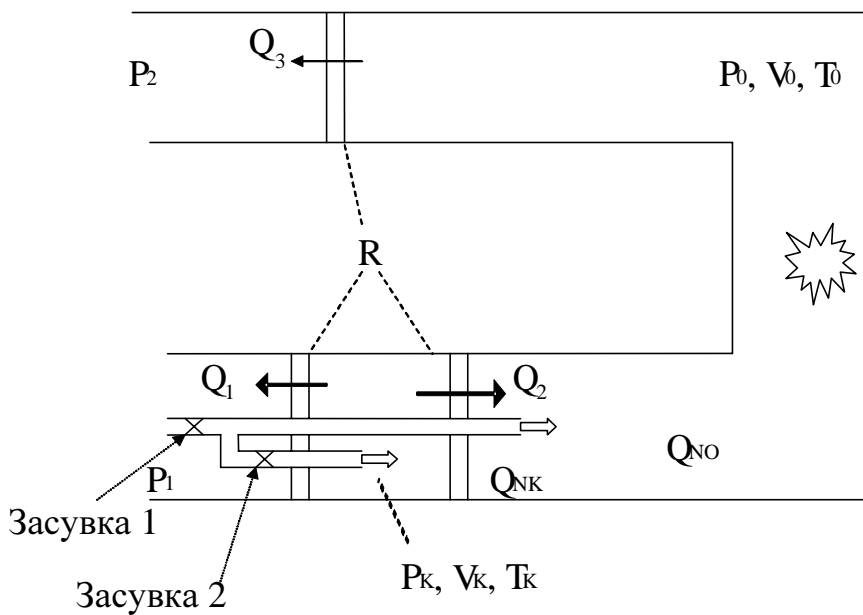 Q3
P2
P0, V0, T0
R
Q1
Q2
QNO
P1
QNK
Засувка 1
PK, VK, TK
Засувка 2